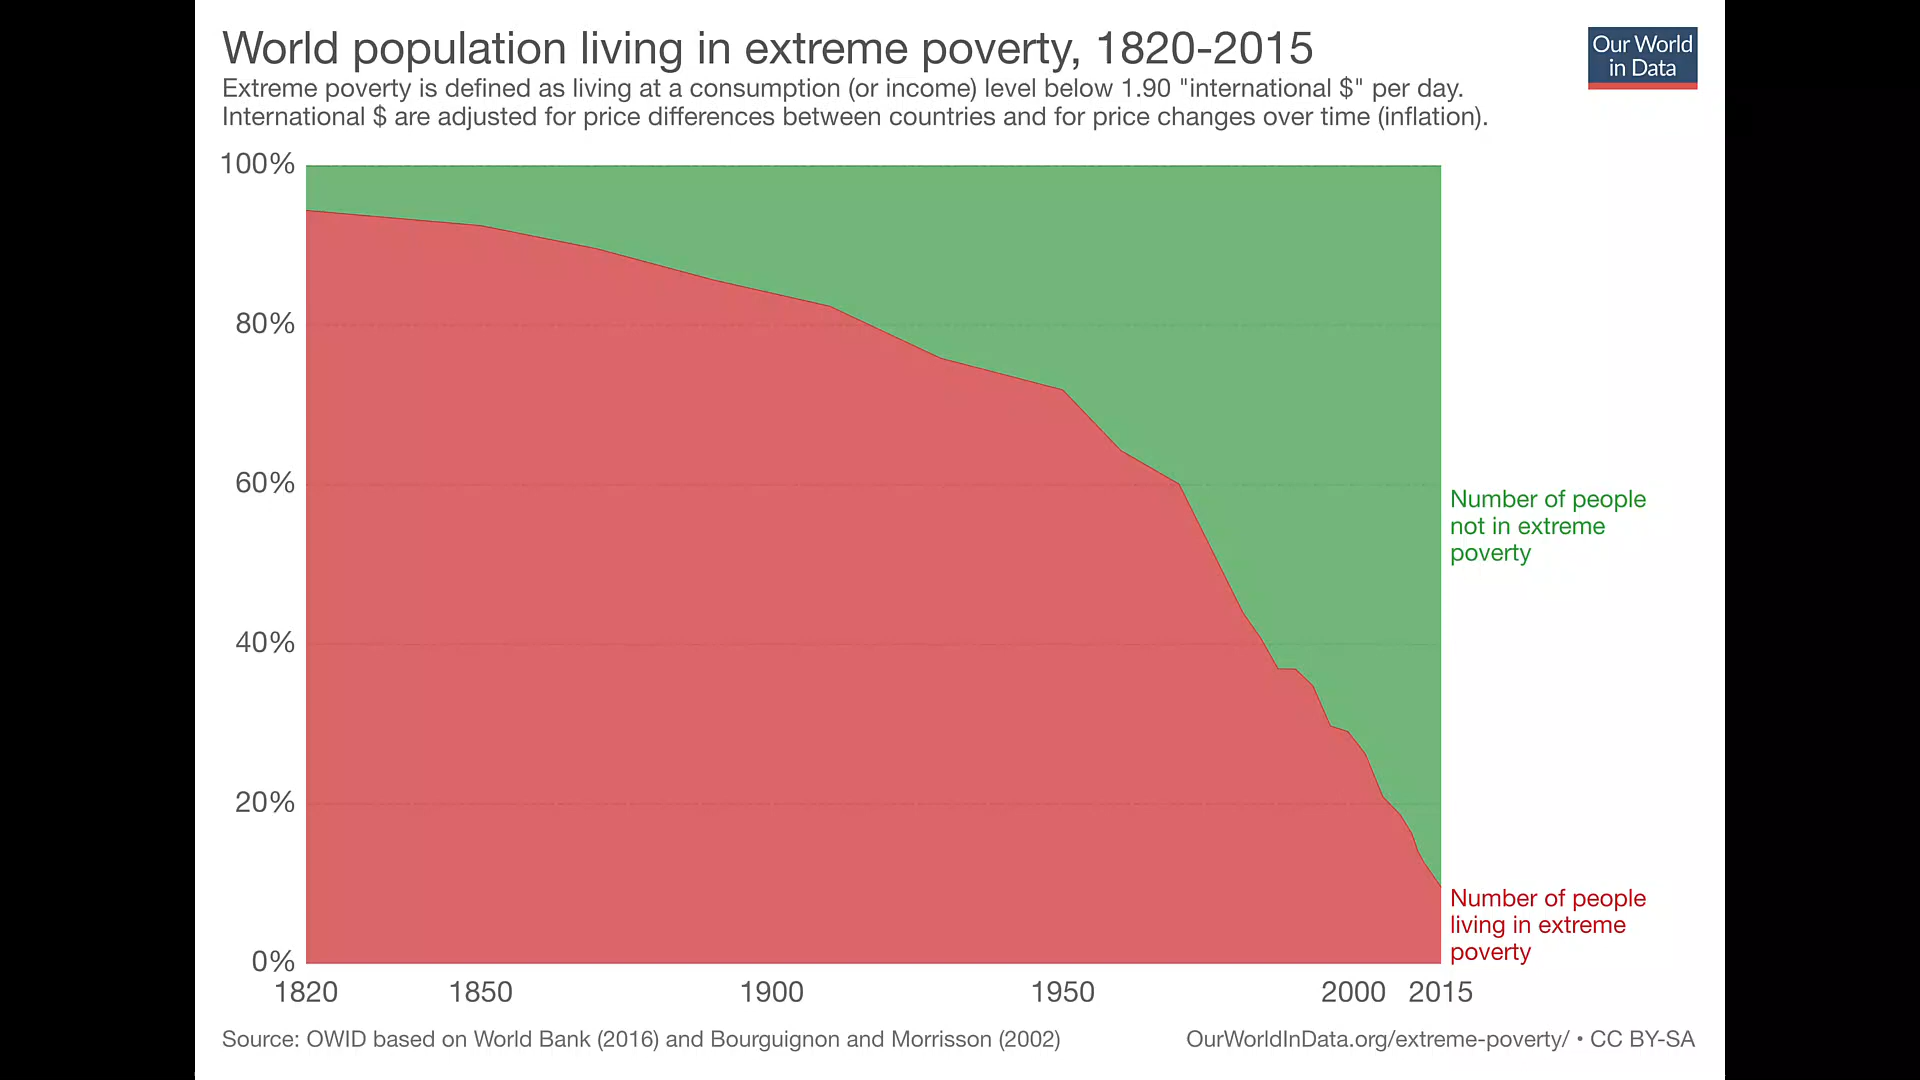 World population living in extreme poverty, 1820-2015
Extreme poverty is defined as living at a consumption (or income) level below 1.90 "international $" per day.
International $ are adjusted for price differences between countries and for price changes over time (inflation).
Our World
in Data
100%
80%
60%
40%
20%
0%
Number of people
not in extreme
poverty
Number of people
living in extreme
poverty
1820
1850
1900
1950
2000
2015
Source: OWID based on World Bank (2016) and Bourguignon and Morrisson (2002)
OurWorldInData.org/extreme-poverty/ • CC BY-SA